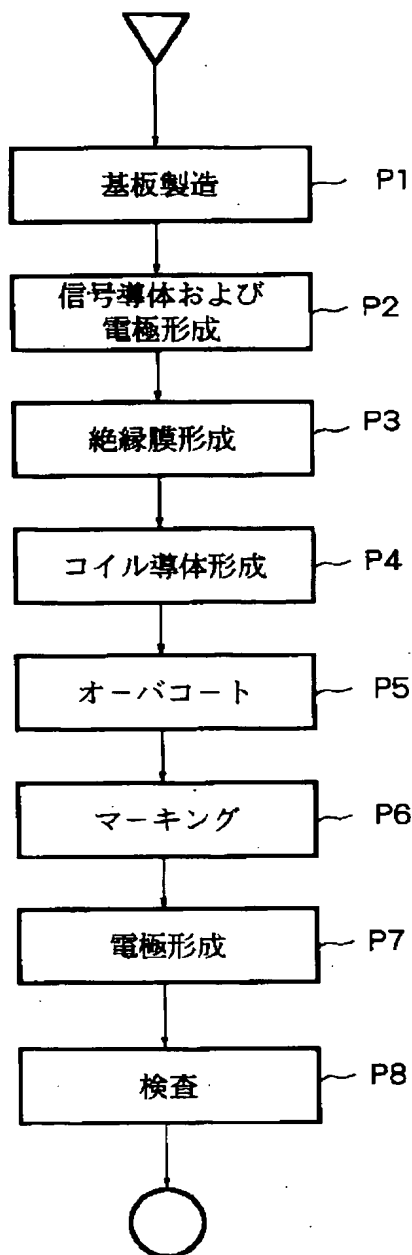 基板製造 P1
信号導体および
電極形成 P2
絶縁膜形成 P3
コイル導体形成 P4
オーバコート P5
マーキング P6
電極形成 P7
検査 P8